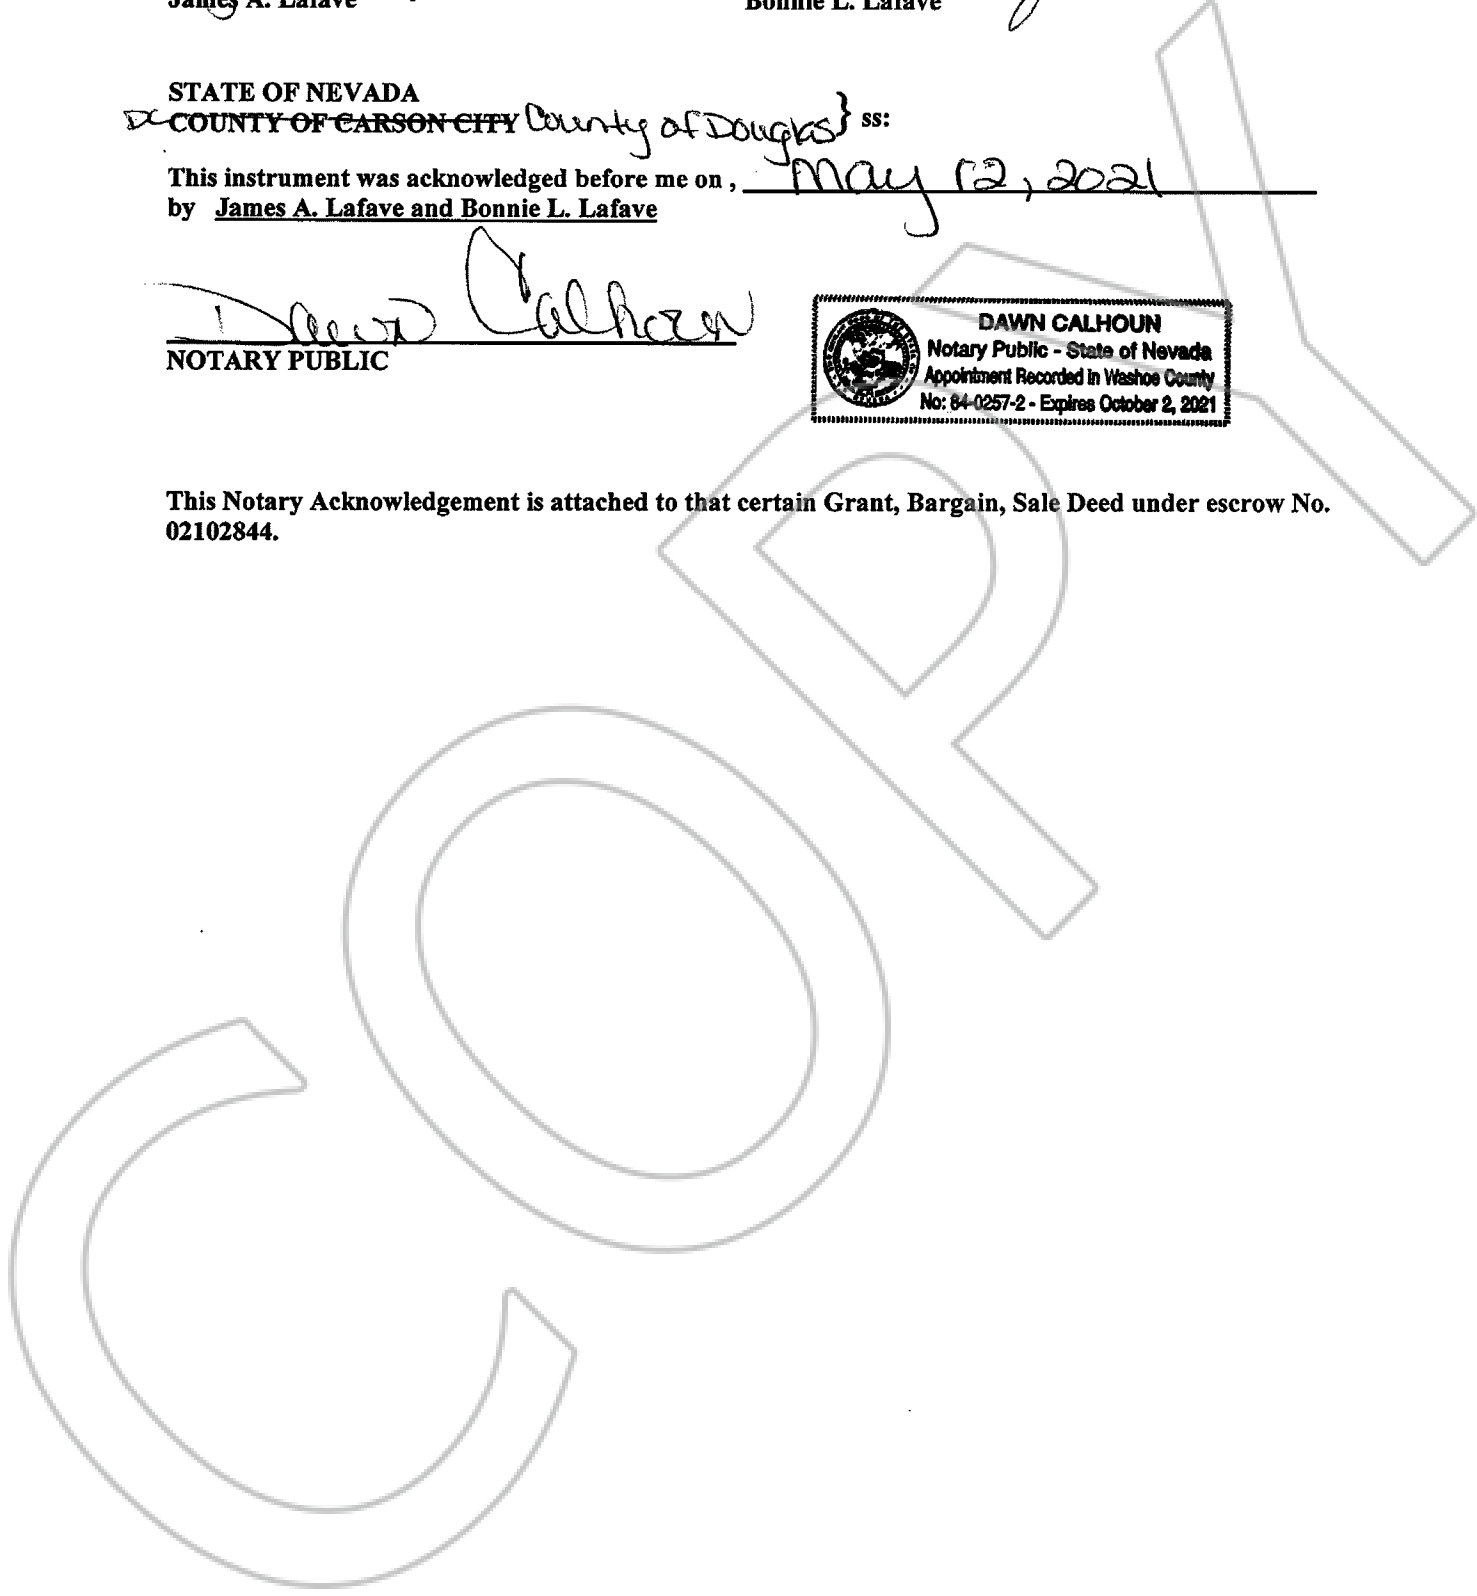 James A. Lafave Bonnie L. Lafave
STATE OF NEVADA
DC COUNTY OF CARSON CITY County of Douglas } ss:
This instrument was acknowledged before me on , May 12, 2021
by James A. Lafave and Bonnie L. Lafave
Dawn Calhoun
NOTARY PUBLIC
DAWN CALHOUN
Notary Public - State of Nevada
Appointment Recorded in Washoe County
No: 84-0257-2 - Expires October 2, 2021
This Notary Acknowledgement is attached to that certain Grant, Bargain, Sale Deed under escrow No.
02102844.
COPY